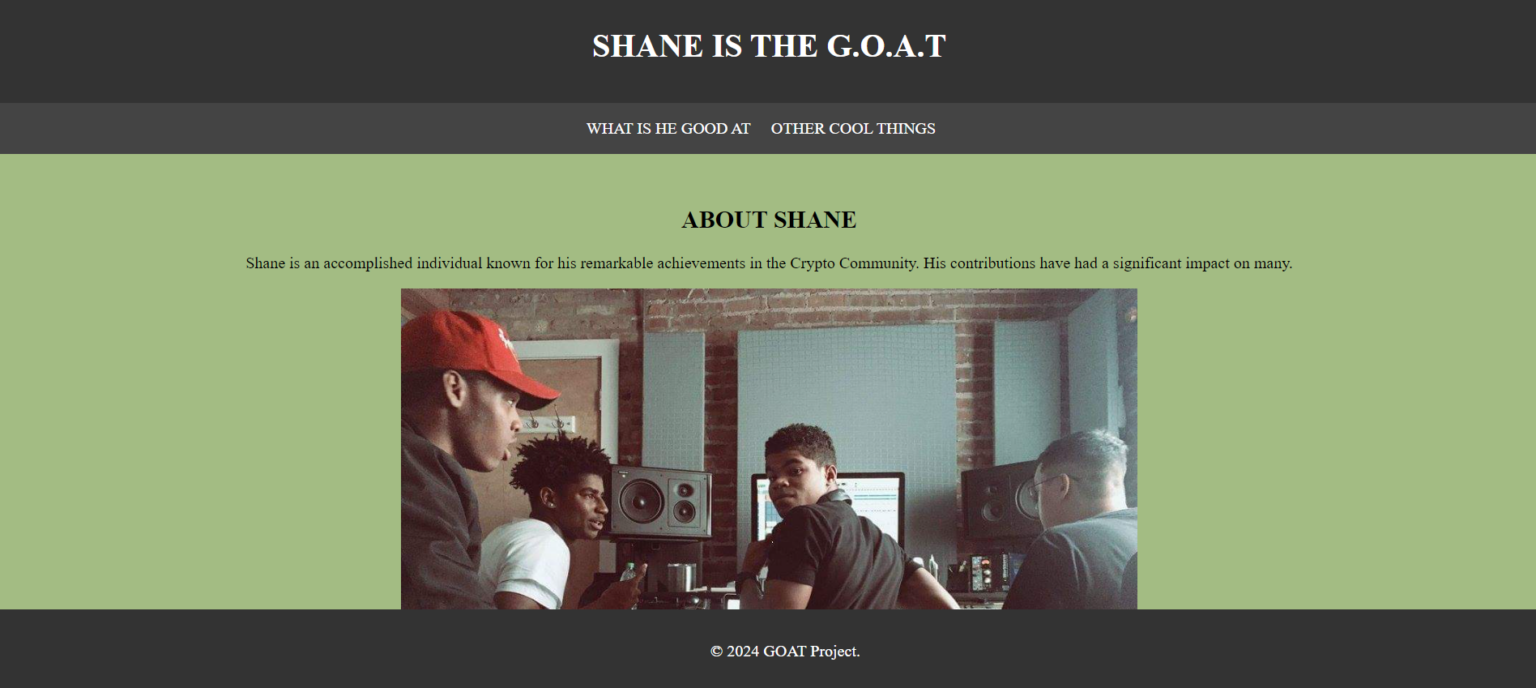 SHANE IS THE G.O.A.T
WHAT IS HE GOOD AT OTHER COOL THINGS
ABOUT SHANE
Shane is an accomplished individual known for his remarkable achievements in the Crypto Community. His contributions have had a significant impact on many.
© 2024 GOAT Project.